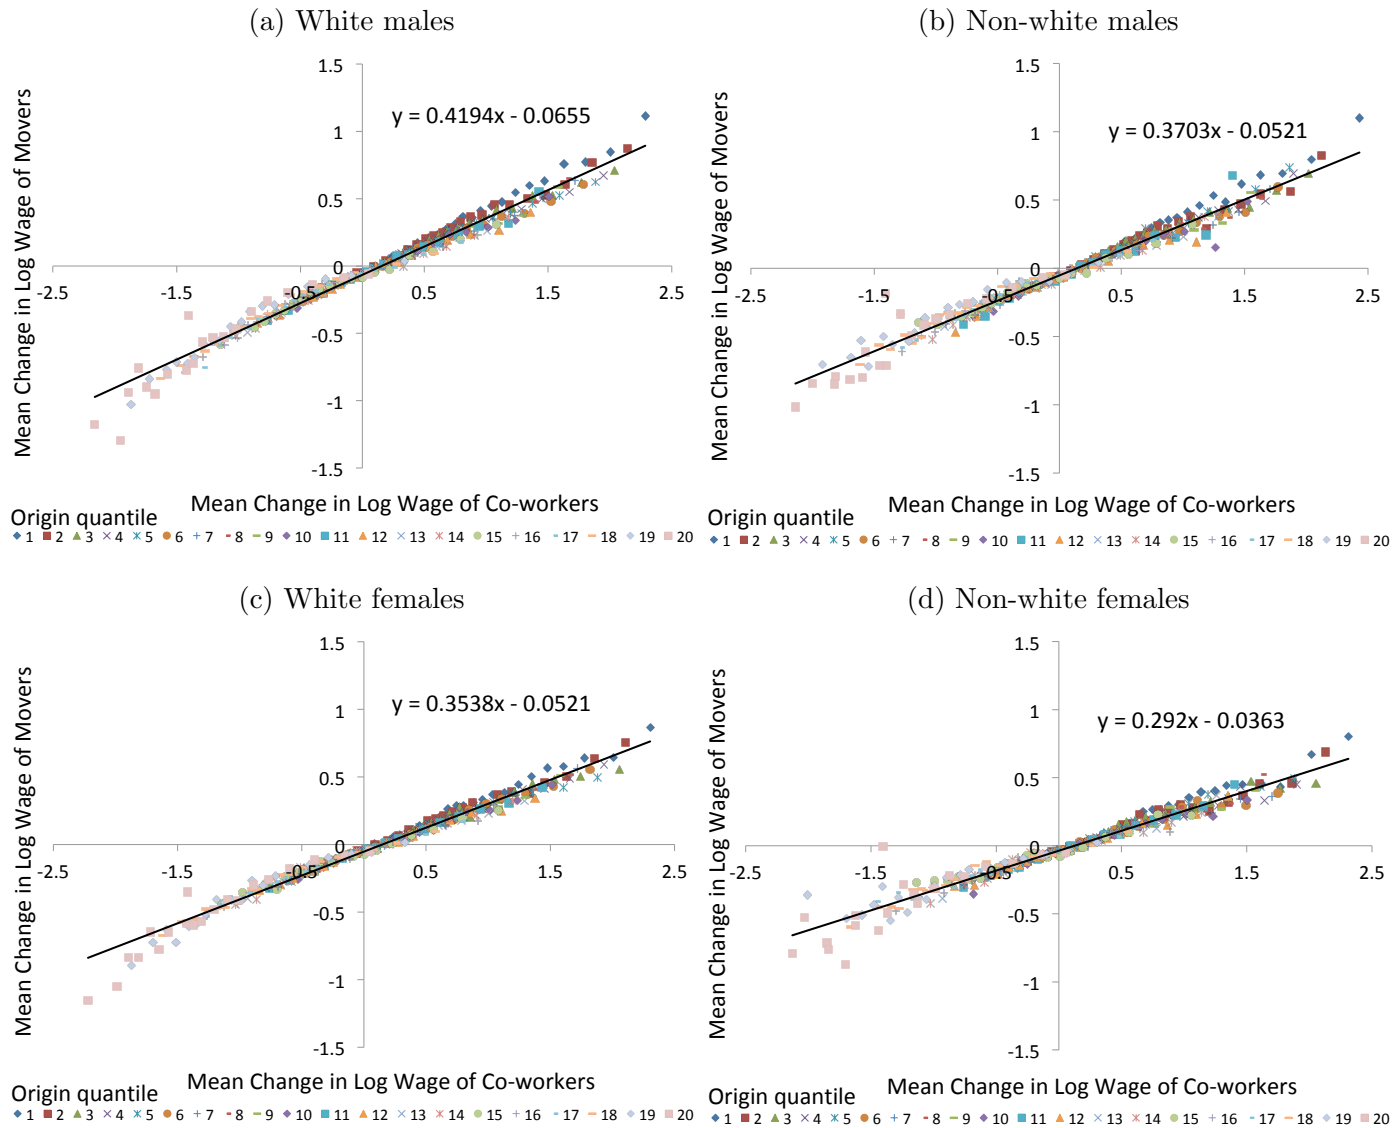 (a) White males
Mean Change in Log Wage of Movers
1.5
1
0.5
0
-0.5
-1
-1.5
-2.5 -1.5 -0.5 0.5 1.5 2.5
y = 0.4194x - 0.0655
Mean Change in Log Wage of Co-workers
Origin quantile
1 2 3 4 5 6 7 8 9 10 11 12 13 14 15 16 17 18 19 20
(b) Non-white males
Mean Change in Log Wage of Movers
1.5
1
0.5
0
-0.5
-1
-1.5
-2.5 -1.5 -0.5 0.5 1.5 2.5
y = 0.3703x - 0.0521
Mean Change in Log Wage of Co-workers
Origin quantile
1 2 3 4 5 6 7 8 9 10 11 12 13 14 15 16 17 18 19 20
(c) White females
Mean Change in Log Wage of Movers
1.5
1
0.5
0
-0.5
-1
-1.5
-2.5 -1.5 -0.5 0.5 1.5 2.5
y = 0.3538x - 0.0521
Mean Change in Log Wage of Co-workers
Origin quantile
1 2 3 4 5 6 7 8 9 10 11 12 13 14 15 16 17 18 19 20
(d) Non-white females
Mean Change in Log Wage of Movers
1.5
1
0.5
0
-0.5
-1
-1.5
-2.5 -1.5 -0.5 0.5 1.5 2.5
y = 0.292x - 0.0363
Mean Change in Log Wage of Co-workers
Origin quantile
1 2 3 4 5 6 7 8 9 10 11 12 13 14 15 16 17 18 19 20